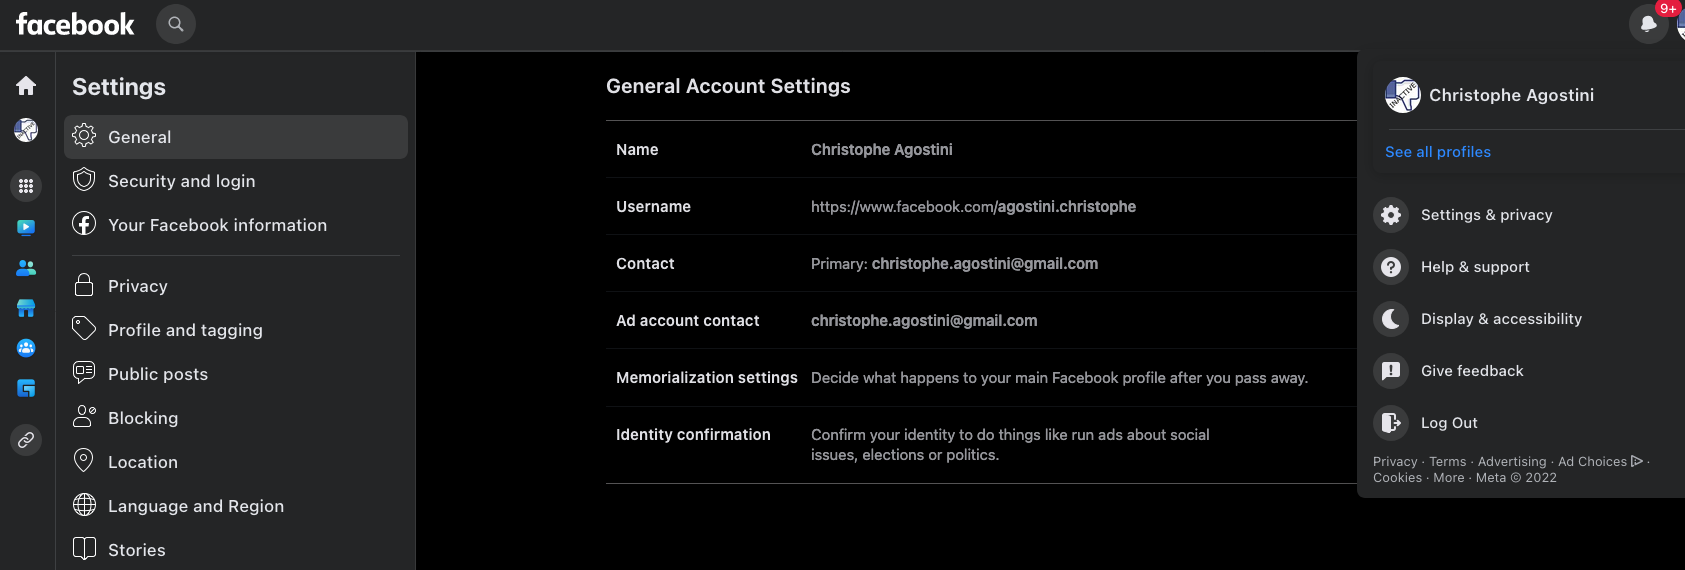 facebook
9+
Settings
General
Security and login
Your Facebook information
Privacy
Profile and tagging
Public posts
Blocking
Location
Language and Region
Stories
General Account Settings
Name Christophe Agostini
Username https://www.facebook.com/agostini.christophe
Contact Primary: christophe.agostini@gmail.com
Ad account contact christophe.agostini@gmail.com
Memorialization settings Decide what happens to your main Facebook profile after you pass away.
Identity confirmation Confirm your identity to do things like run ads about social
issues, elections or politics.
INACTIVE
Christophe Agostini
See all profiles
Settings & privacy
Help & support
Display & accessibility
Give feedback
Log Out
Privacy · Terms · Advertising · Ad Choices ·
Cookies · More · Meta © 2022